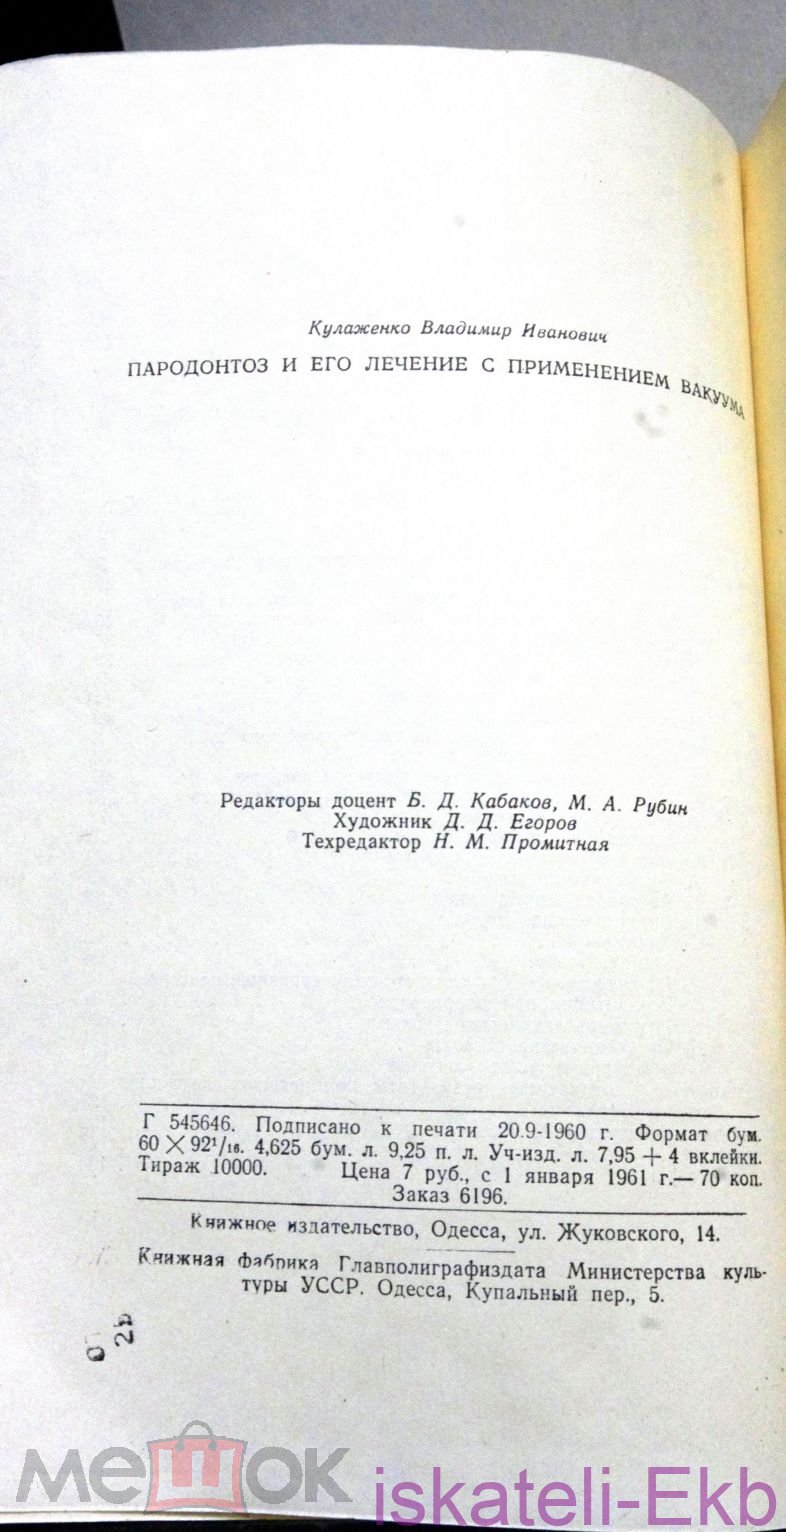 Кулаженко Владимир Иванович
ПАРОДОНТОЗ И ЕГО ЛЕЧЕНИЕ С ПРИМЕНЕНИЕМ ВАКУУМА
Редакторы доцент Б. Д. Кабаков, М. А. Рубин
Художник Д. Д. Егоров
Техредактор Н. М. Промитная
Г 545646. Подписано к печати 20.9-1960 г. Формат бум.
60 × 92¹/₁₆. 4,625 бум. л. 9,25 п. л. Уч-изд. л. 7,95 + 4 вклейки.
Тираж 10000. Цена 7 руб., с 1 января 1961 г.— 70 коп.
Заказ 6196.
Книжное издательство, Одесса, ул. Жуковского, 14.
Книжная фабрика Главполиграфиздата Министерства куль-
туры УССР. Одесса, Купальный пер., 5.
мешок
iskateli-Ekb